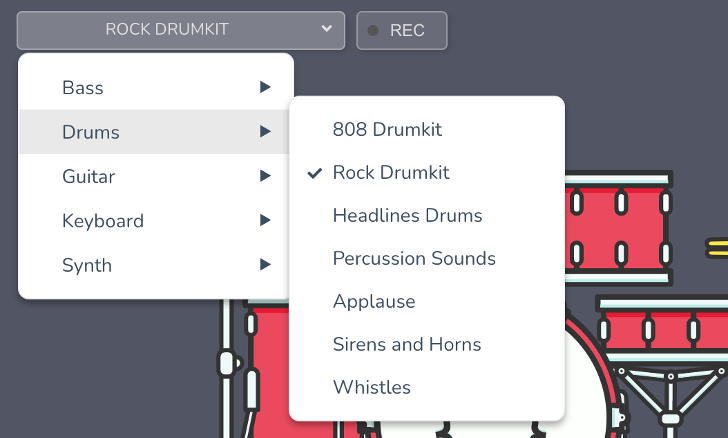 ROCK DRUMKIT
REC
Bass
Drums
Guitar
Keyboard
Synth
808 Drumkit
Rock Drumkit
Headlines Drums
Percussion Sounds
Applause
Sirens and Horns
Whistles